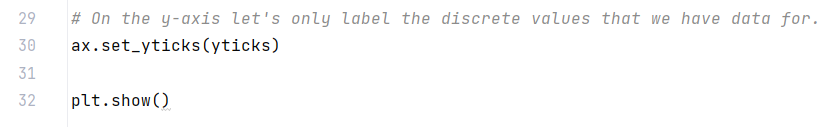 29 # On the y-axis let's only label the discrete values that we have data for.
30 ax.set_yticks(yticks)
31
32 plt.show()